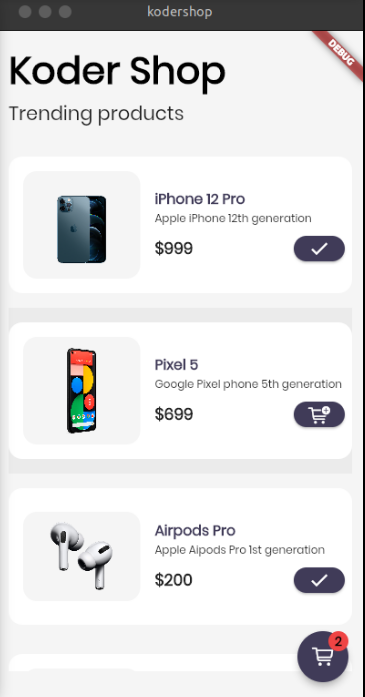 kodershop
DEBUG
Koder Shop
Trending products
iPhone 12 Pro
Apple iPhone 12th generation
$999
Pixel 5
Google Pixel phone 5th generation
$699
Airpods Pro
Apple Aipods Pro 1st generation
$200
2